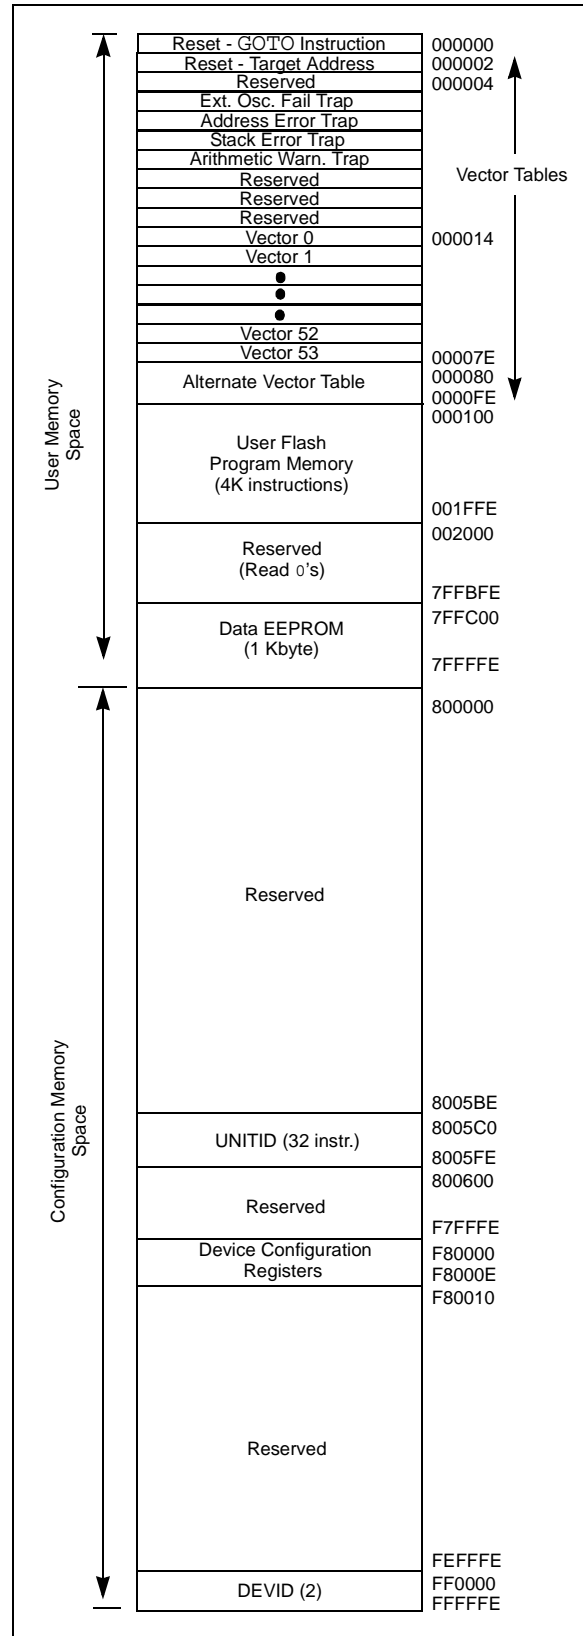 Reset - GOTO Instruction 000000
Reset - Target Address 000002
Reserved 000004
Ext. Osc. Fail Trap
Address Error Trap
Stack Error Trap
Arithmetic Warn. Trap
Vector Tables
Reserved
Reserved
Reserved
Vector 0 000014
Vector 1
Vector 52
Vector 53 00007E
Alternate Vector Table 000080
0000FE
User Memory
Space
000100
User Flash
Program Memory
(4K instructions)
001FFE
002000
Reserved
(Read 0's)
7FFBFE
7FFC00
Data EEPROM
(1 Kbyte)
7FFFFE
800000
Reserved
Configuration Memory
Space
8005BE
8005C0
UNITID (32 instr.)
8005FE
800600
Reserved
F7FFFE
Device Configuration
Registers
F80000
F8000E
F80010
Reserved
FEFFFE
DEVID (2) FF0000
FFFFFE